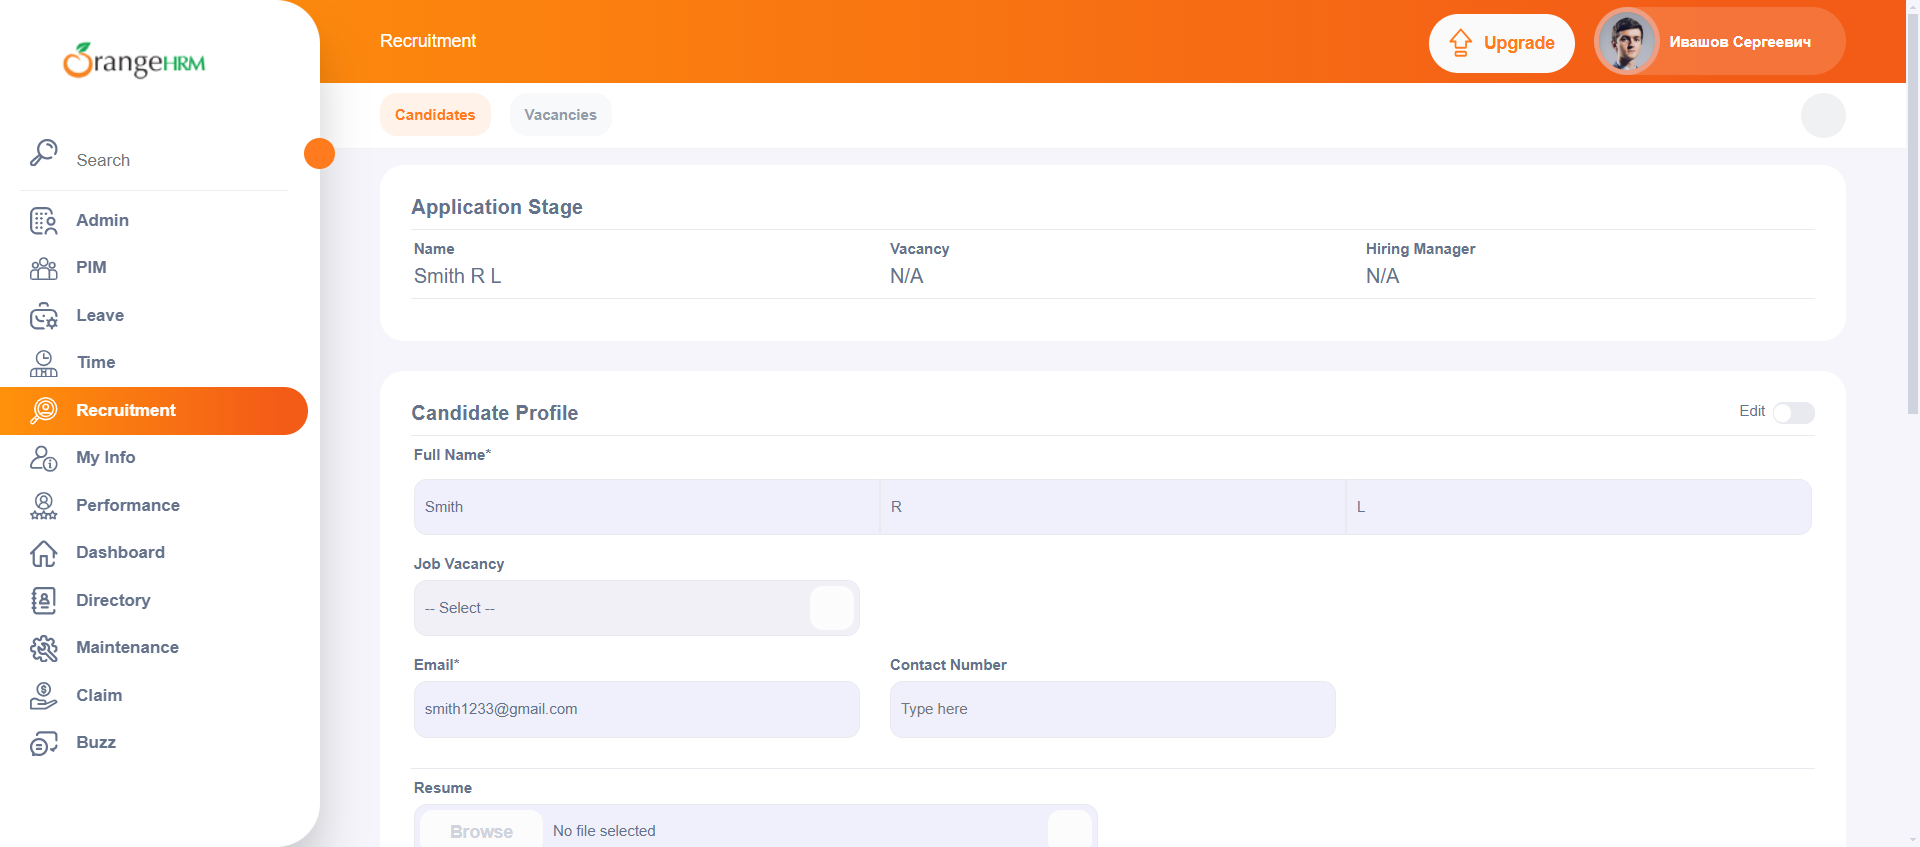 OrangeHRM
Recruitment
Upgrade
Ивашов Сергеевич
Candidates
Vacancies
Search
Admin
PIM
Leave
Time
Recruitment
My Info
Performance
Dashboard
Directory
Maintenance
Claim
Buzz
Application Stage
Name
Vacancy
Hiring Manager
Smith R L
N/A
N/A
Candidate Profile
Edit
Full Name*
Smith
R
L
Job Vacancy
-- Select --
Email*
Contact Number
smith1233@gmail.com
Type here
Resume
Browse
No file selected